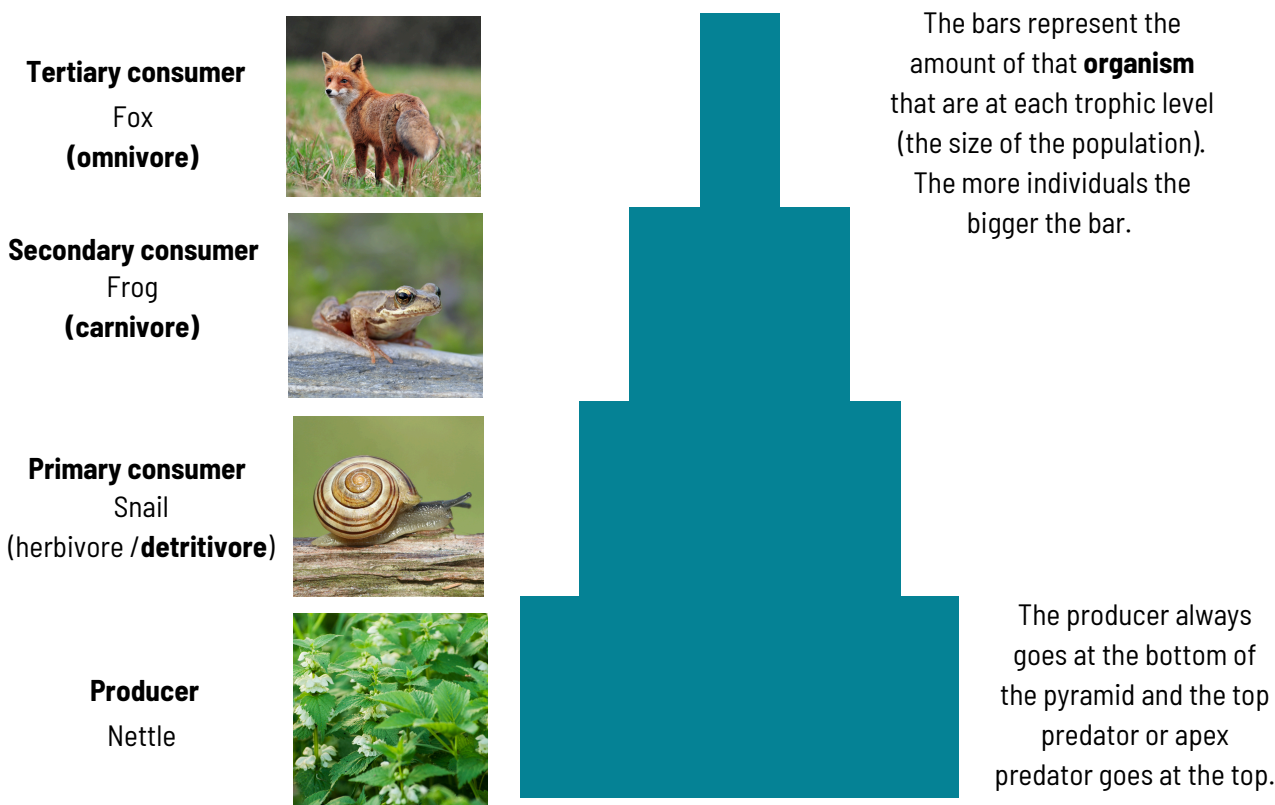 Tertiary consumer
Fox
(omnivore)
The bars represent the
amount of that organism
that are at each trophic level
(the size of the population).
The more individuals the
bigger the bar.
Secondary consumer
Frog
(carnivore)
Primary consumer
Snail
(herbivore /detritivore)
Producer
Nettle
The producer always
goes at the bottom of
the pyramid and the top
predator or apex
predator goes at the top.